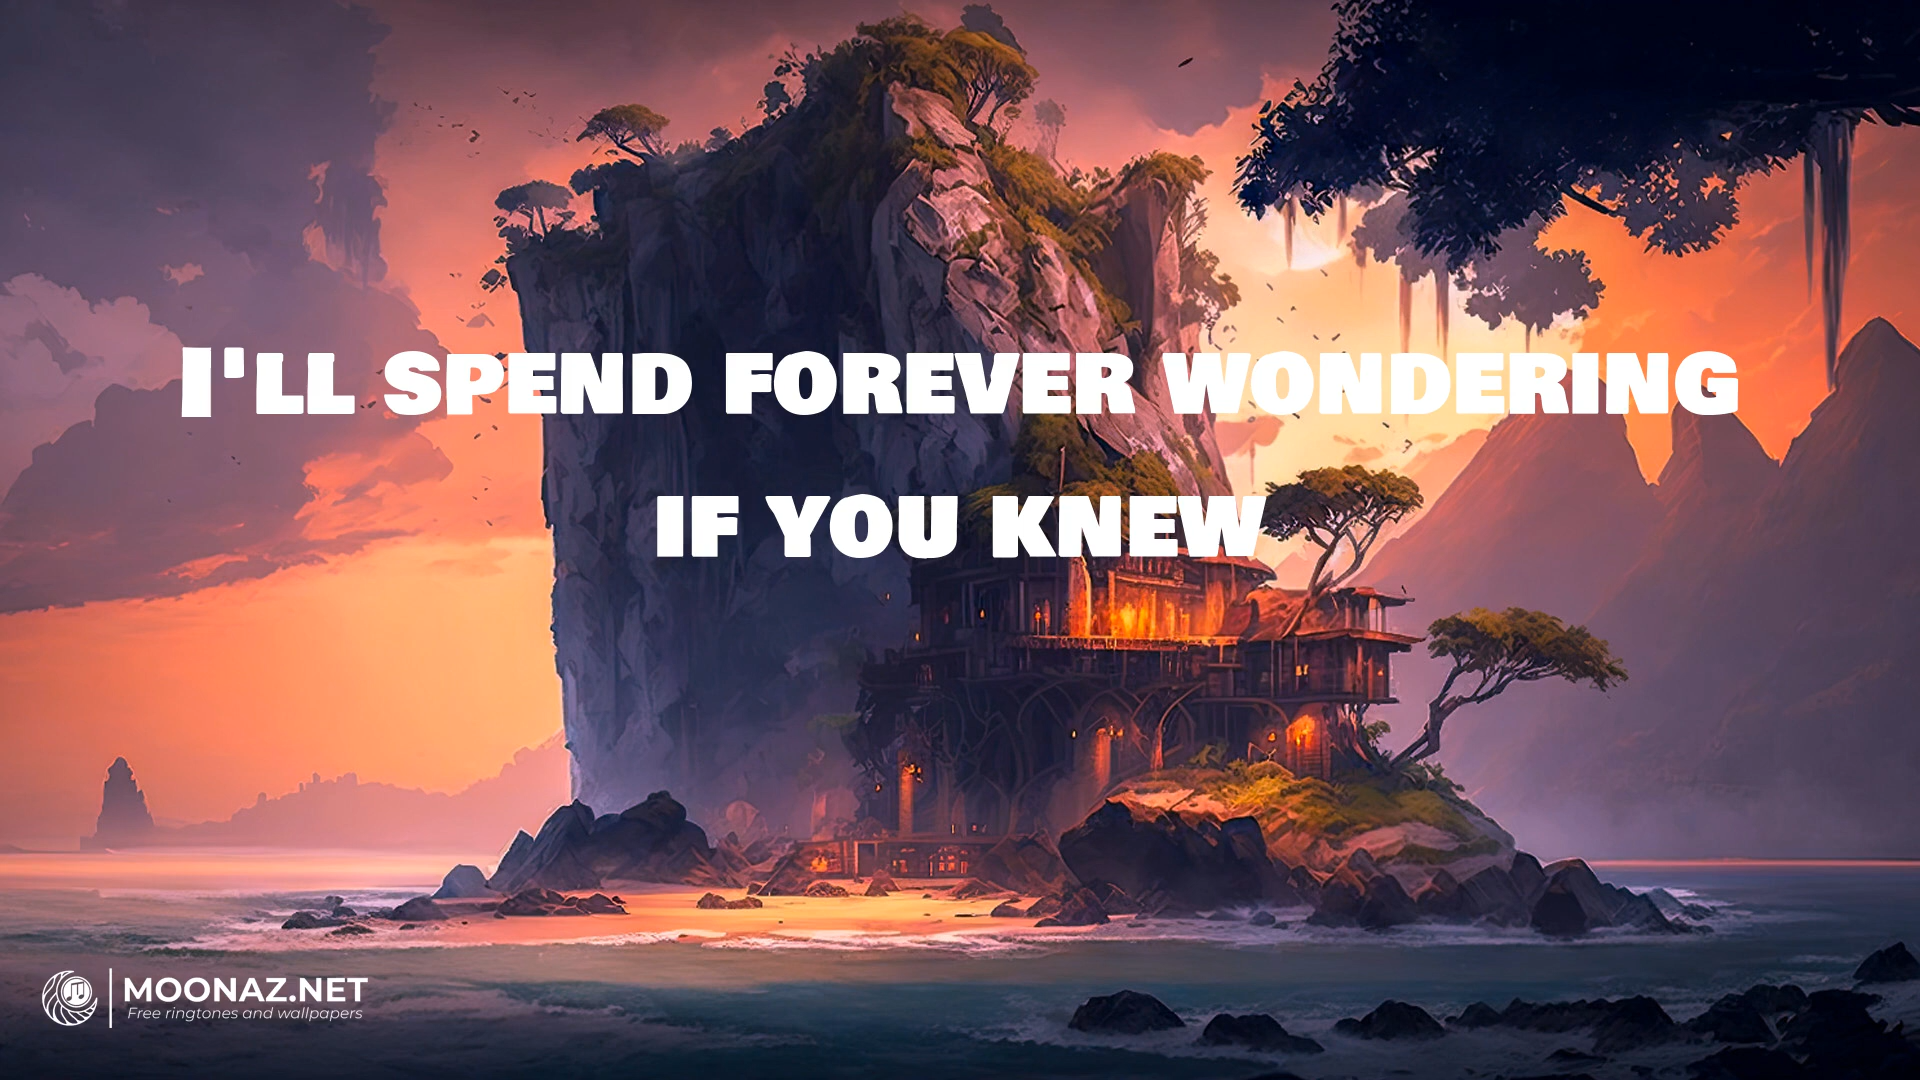 I'LL SPEND FOREVER WONDERING
IF YOU KNEW
MOONAZ.NET
Free ringtones and wallpapers